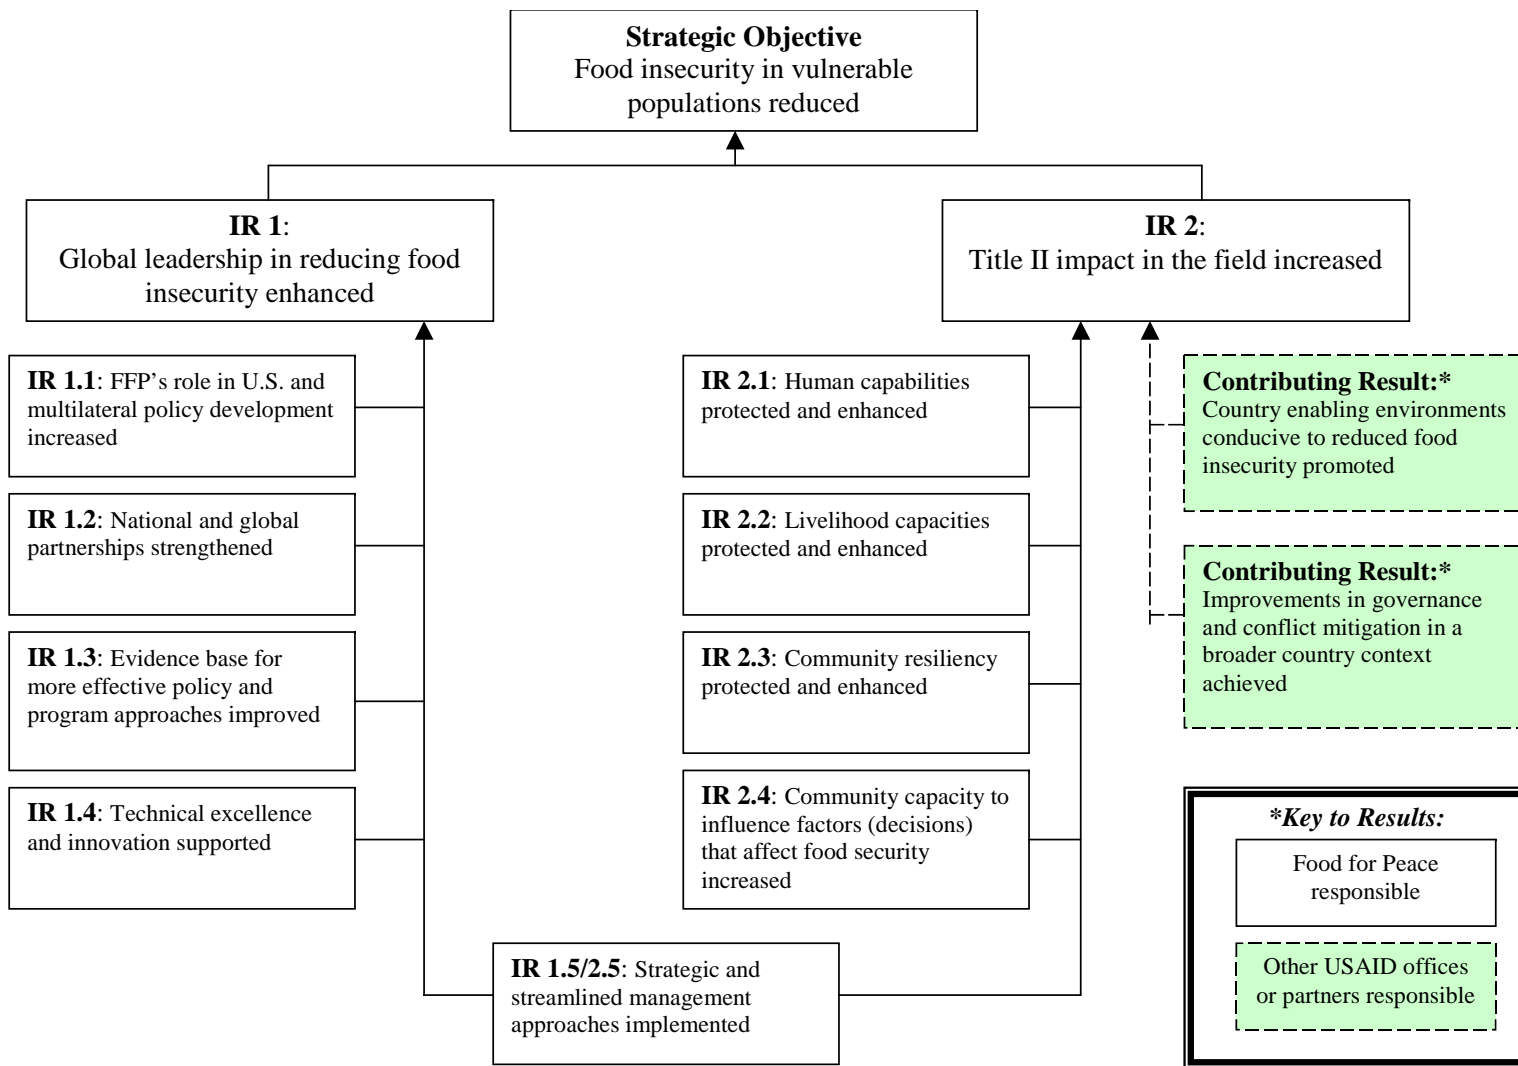 Strategic Objective
Food insecurity in vulnerable
populations reduced
IR 1:
Global leadership in reducing food
insecurity enhanced
IR 2:
Title II impact in the field increased
IR 1.1: FFP’s role in U.S. and
multilateral policy development
increased
IR 1.2: National and global
partnerships strengthened
IR 1.3: Evidence base for
more effective policy and
program approaches improved
IR 1.4: Technical excellence
and innovation supported
IR 2.1: Human capabilities
protected and enhanced
IR 2.2: Livelihood capacities
protected and enhanced
IR 2.3: Community resiliency
protected and enhanced
IR 2.4: Community capacity to
influence factors (decisions)
that affect food security
increased
IR 1.5/2.5: Strategic and
streamlined management
approaches implemented
Contributing Result:*
Country enabling environments
conducive to reduced food
insecurity promoted
Contributing Result:*
Improvements in governance
and conflict mitigation in a
broader country context
achieved
*Key to Results:
Food for Peace
responsible
Other USAID offices
or partners responsible